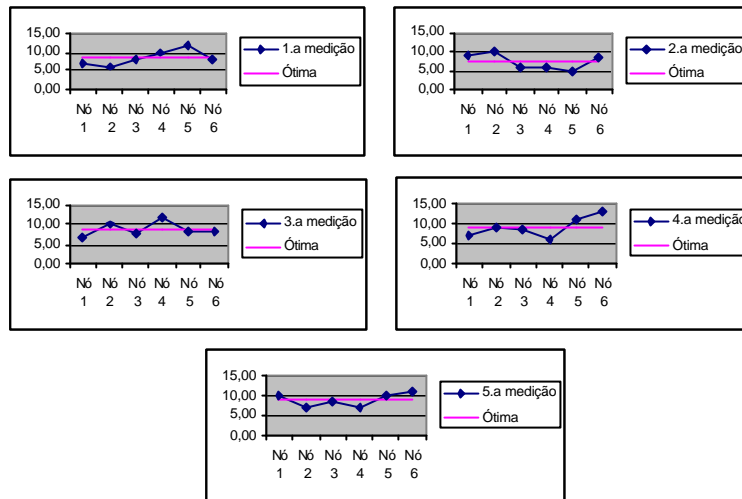 15,00
10,00
5,00
0,00
Nó 1
Nó 2
Nó 3
Nó 4
Nó 5
Nó 6
1.a medição
Ótima
15,00
10,00
5,00
0,00
Nó 1
Nó 2
Nó 3
Nó 4
Nó 5
Nó 6
2.a medição
Ótima
15,00
10,00
5,00
0,00
Nó 1
Nó 2
Nó 3
Nó 4
Nó 5
Nó 6
3.a medição
Ótima
15,00
10,00
5,00
0,00
Nó 1
Nó 2
Nó 3
Nó 4
Nó 5
Nó 6
4.a medição
Ótima
15,00
10,00
5,00
0,00
Nó 1
Nó 2
Nó 3
Nó 4
Nó 5
Nó 6
5.a medição
Ótima